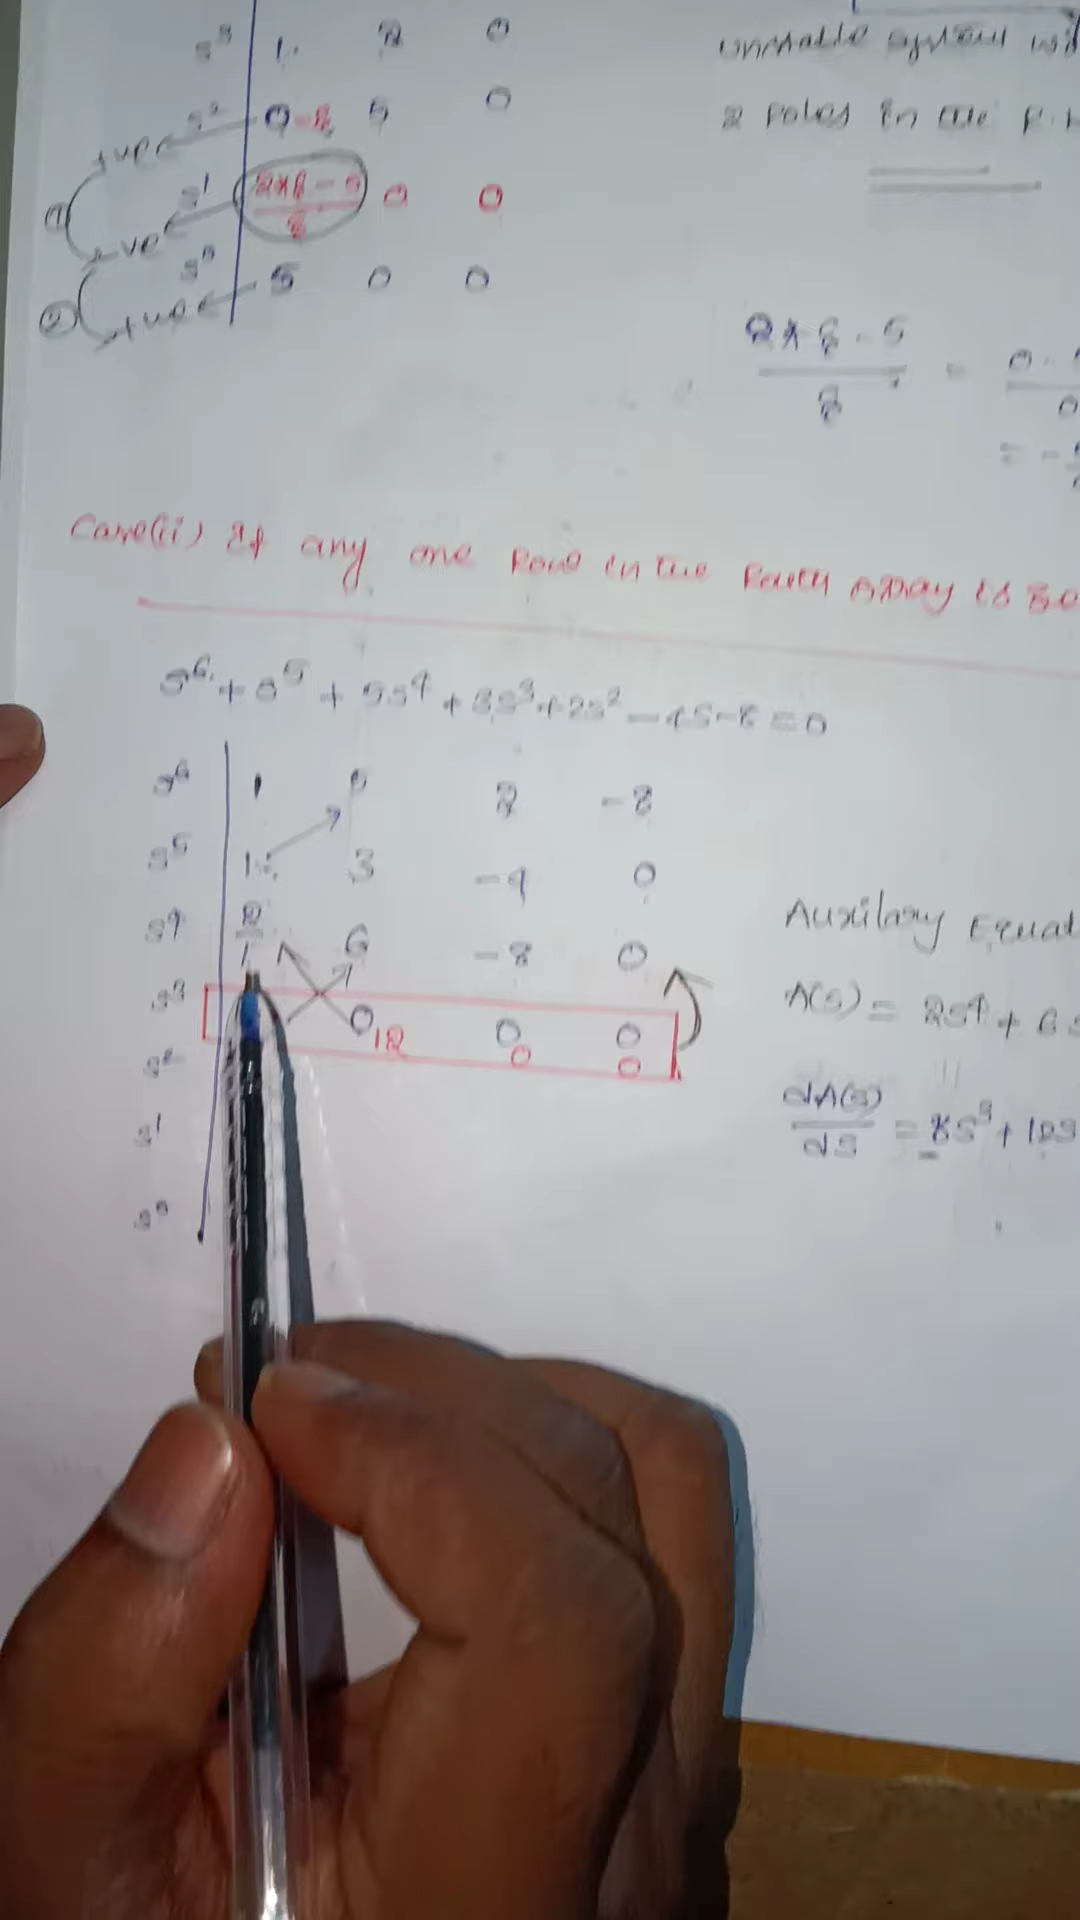 s³ 1 2 0
unstable system
s² 0 ε 5 0
+ve
2 Poles in the R.H
s¹ 2×ε - 5 / ε 0 0
① -ve
s⁰ 5 0 0
② +ve
2×ε - 5 / ε = 0 -
= -
Case(ii) If any one Row in the Routh Array is
s⁶ + s⁵ + 5s⁴ + 3s³ + 2s² - 4s - 8 = 0
s⁶ 1 5 2 -8
s⁵ 1 3 -4 0
s⁴ 2/1 6 -8 0
s³ 0 0 0
12 0 0
s²
s¹
s⁰
Auxilary Equat
A(s) = 2s⁴ + 6s
dA(s)/ds = 8s³ + 12s